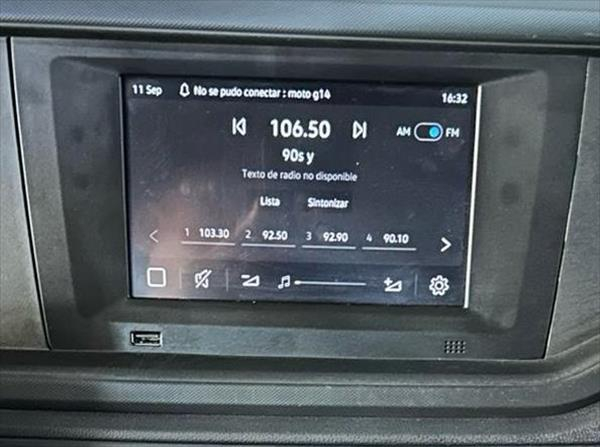 11 Sep No se pudo conectar : moto g14 16:32
106.50 AM FM
90s y
Texto de radio no disponible
Lista Sintonizar
1 103.30 2 92.50 3 92.90 4 90.10